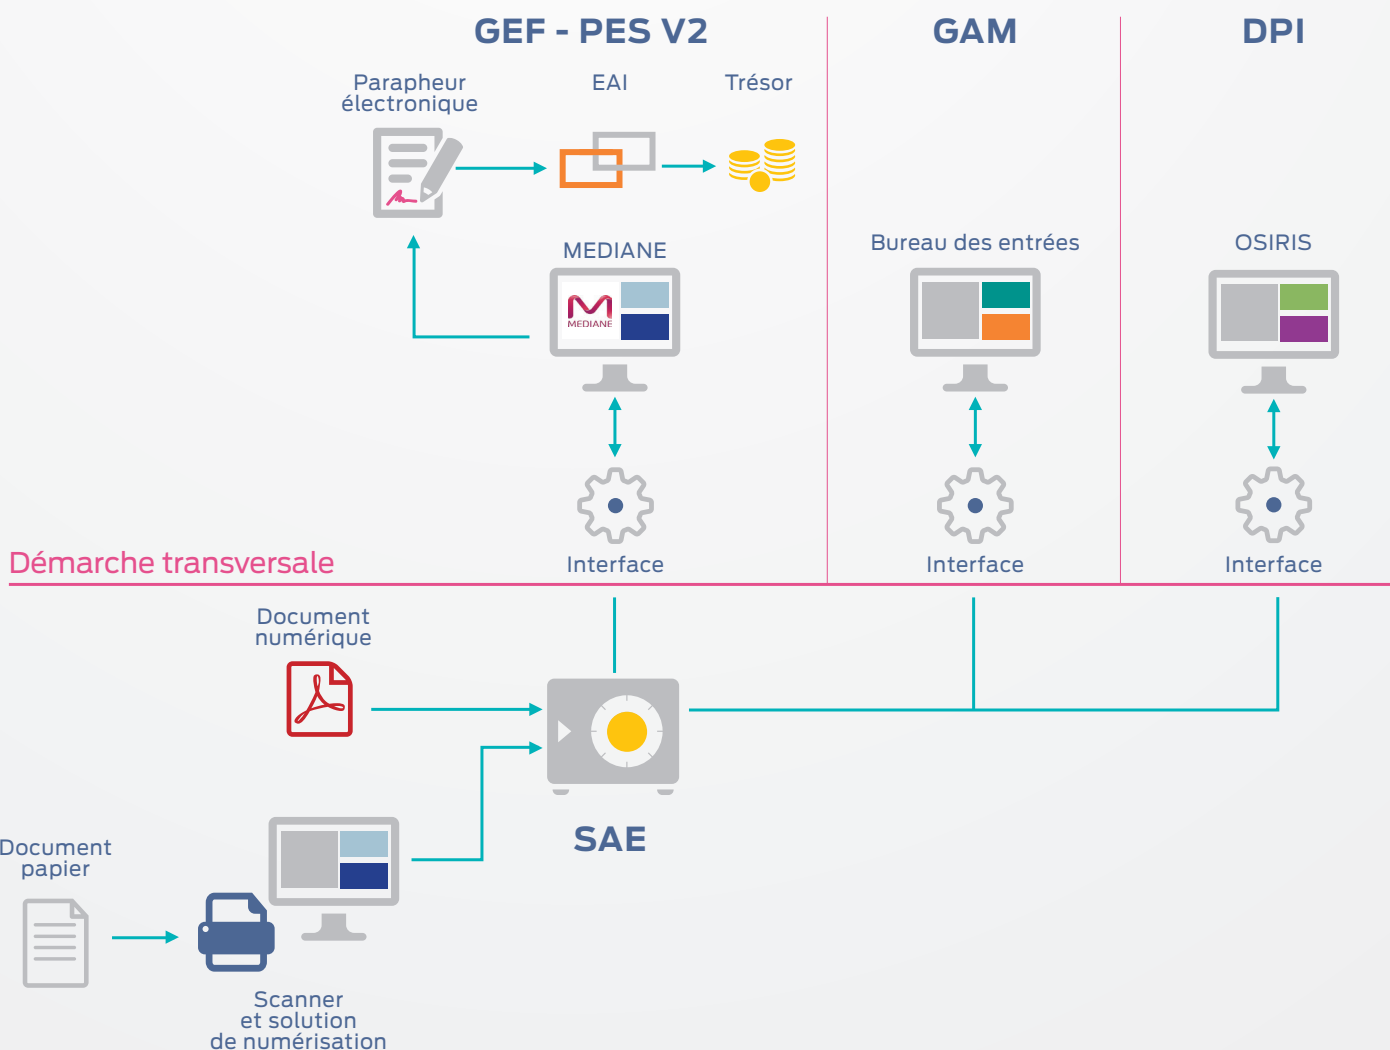 GEF - PES V2
GAM
DPI
Parapheur
électronique
EAI
Trésor
MEDIANE
MEDIANE
Bureau des entrées
OSIRIS
Interface
Interface
Interface
Démarche transversale
Document
numérique
SAE
Document
papier
Scanner
et solution
de numérisation